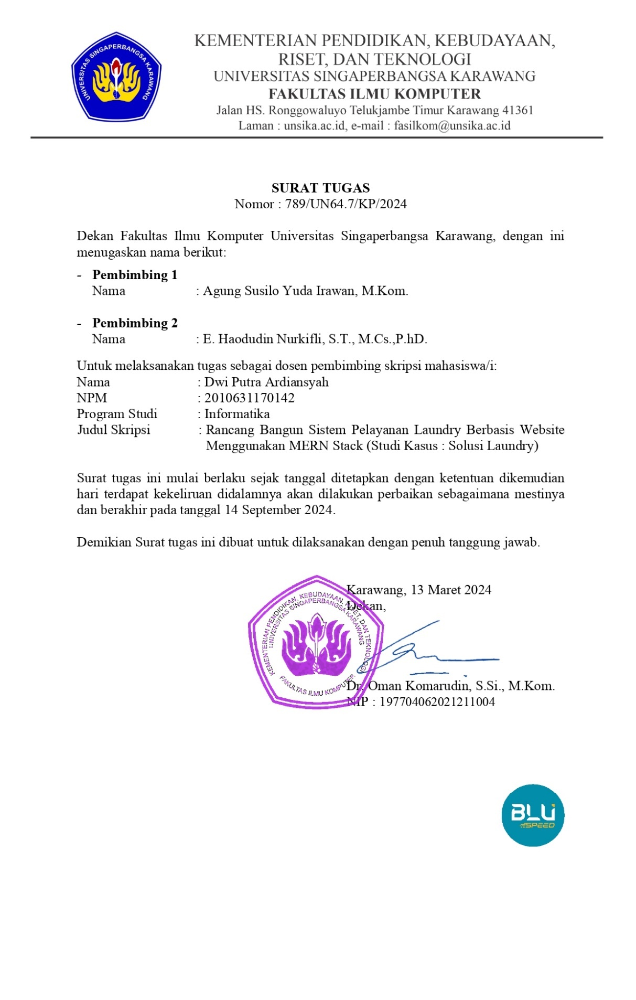 UNIVERSITAS SINGAPERBANGSA KARAWANG
KEMENTERIAN PENDIDIKAN, KEBUDAYAAN,
RISET, DAN TEKNOLOGI
UNIVERSITAS SINGAPERBANGSA KARAWANG
FAKULTAS ILMU KOMPUTER
Jalan HS. Ronggowaluyo Telukjambe Timur Karawang 41361
Laman : unsika.ac.id, e-mail : fasilkom@unsika.ac.id
SURAT TUGAS
Nomor : 789/UN64.7/KP/2024
Dekan Fakultas Ilmu Komputer Universitas Singaperbangsa Karawang, dengan ini
menugaskan nama berikut:
- Pembimbing 1
Nama : Agung Susilo Yuda Irawan, M.Kom.
- Pembimbing 2
Nama : E. Haodudin Nurkifli, S.T., M.Cs.,P.hD.
Untuk melaksanakan tugas sebagai dosen pembimbing skripsi mahasiswa/i:
Nama : Dwi Putra Ardiansyah
NPM : 2010631170142
Program Studi : Informatika
Judul Skripsi : Rancang Bangun Sistem Pelayanan Laundry Berbasis Website
Menggunakan MERN Stack (Studi Kasus : Solusi Laundry)
Surat tugas ini mulai berlaku sejak tanggal ditetapkan dengan ketentuan dikemudian
hari terdapat kekeliruan didalamnya akan dilakukan perbaikan sebagaimana mestinya
dan berakhir pada tanggal 14 September 2024.
Demikian Surat tugas ini dibuat untuk dilaksanakan dengan penuh tanggung jawab.
Karawang, 13 Maret 2024
Dekan,
KEMENTERIAN PENDIDIKAN, KEBUDAYAAN, RISET, DAN TEKNOLOGI
UNIVERSITAS SINGAPERBANGSA KARAWANG
FAKULTAS ILMU KOMPUTER
Dr. Oman Komarudin, S.Si., M.Kom.
NIP : 197704062021211004
BLU
SPEED